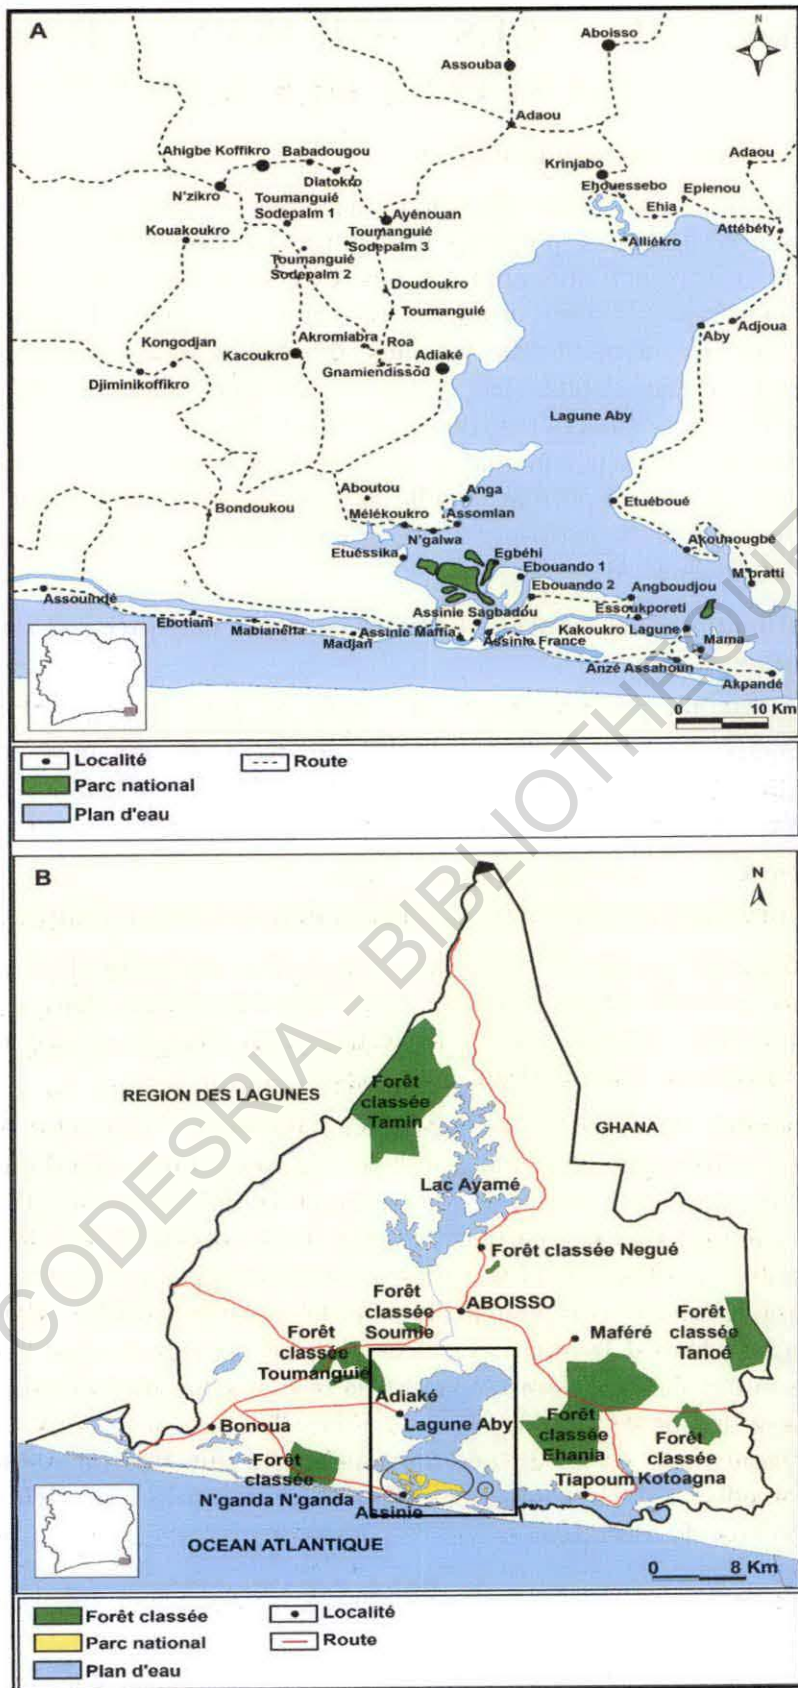 A
N
Aboisso
Assouba
Adaou
Ahigbe Koffikro
Babadougou
Diatokro
Krinjabo
Adaou
N'zikro
Toumanguié
Sodepalm 1
Ehouessebo
Epienou
Ehia
Ayénouan
Kouakoukro
Toumanguié
Sodepalm 3
Alliékro
Attébéty
Toumanguié
Sodepalm 2
Doudoukro
Toumanguié
Akromiabra
Roa
Adiaké
Aby
Adjoua
Kongodjan
Kacoukro
Gnamiendissou
Djiminikoffikro
Lagune Aby
Aboutou
Anga
Etuéboué
Bondoukou
Mélékoukro
Assomlan
N'galwa
Akounougbé
Etuéssika
Egbéhi
Ebouando 1
M'pratti
Ebouando 2
Angboudjou
Assouindé
Essoukporeti
Ebotiam
Assinie Sagbadou
Mabianéha
Assinie Maffia
Kakoukro Lagune
Madjan
Assinie France
Mama
Anzé Assahoun
Akpandé
0 10 Km
Localité
Route
Parc national
Plan d'eau
B
N
Forêt
classée
Tamin
REGION DES LAGUNES
GHANA
Lac Ayamé
Forêt classée Negué
ABOISSO
Forêt
classée
Soumie
Maféré
Forêt
classée
Tanoé
Forêt
classée
Toumanguié
Adiaké
Lagune Aby
Bonoua
Forêt
classée
Ehania
Forêt
classée
Kotoagna
Forêt
classée
N'ganda N'ganda
Tiapoum
Assinie
OCEAN ATLANTIQUE
0 8 Km
Forêt classée
Localité
Parc national
Route
Plan d'eau
CODESRIA - BIBLIOTHEQUE